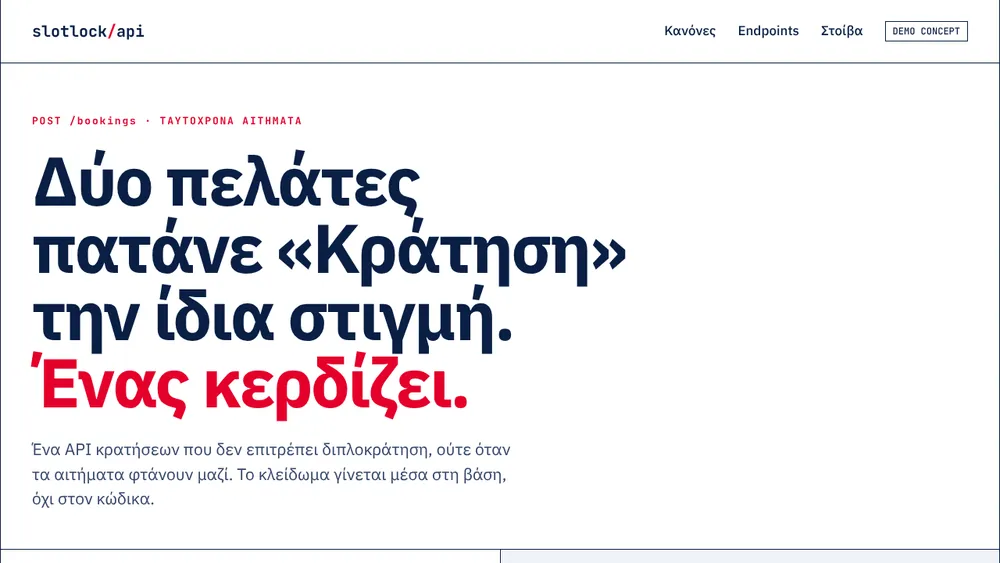 slotlock/api
Κανόνες
Endpoints
Στοίβα
DEMO CONCEPT
POST /bookings · ΤΑΥΤΟΧΡΟΝΑ ΑΙΤΗΜΑΤΑ
Δύο πελάτες
πατάνε «Κράτηση»
την ίδια στιγμή.
Ένας κερδίζει.
Ένα API κρατήσεων που δεν επιτρέπει διπλοκράτηση, ούτε όταν
τα αιτήματα φτάνουν μαζί. Το κλείδωμα γίνεται μέσα στη βάση,
όχι στον κώδικα.